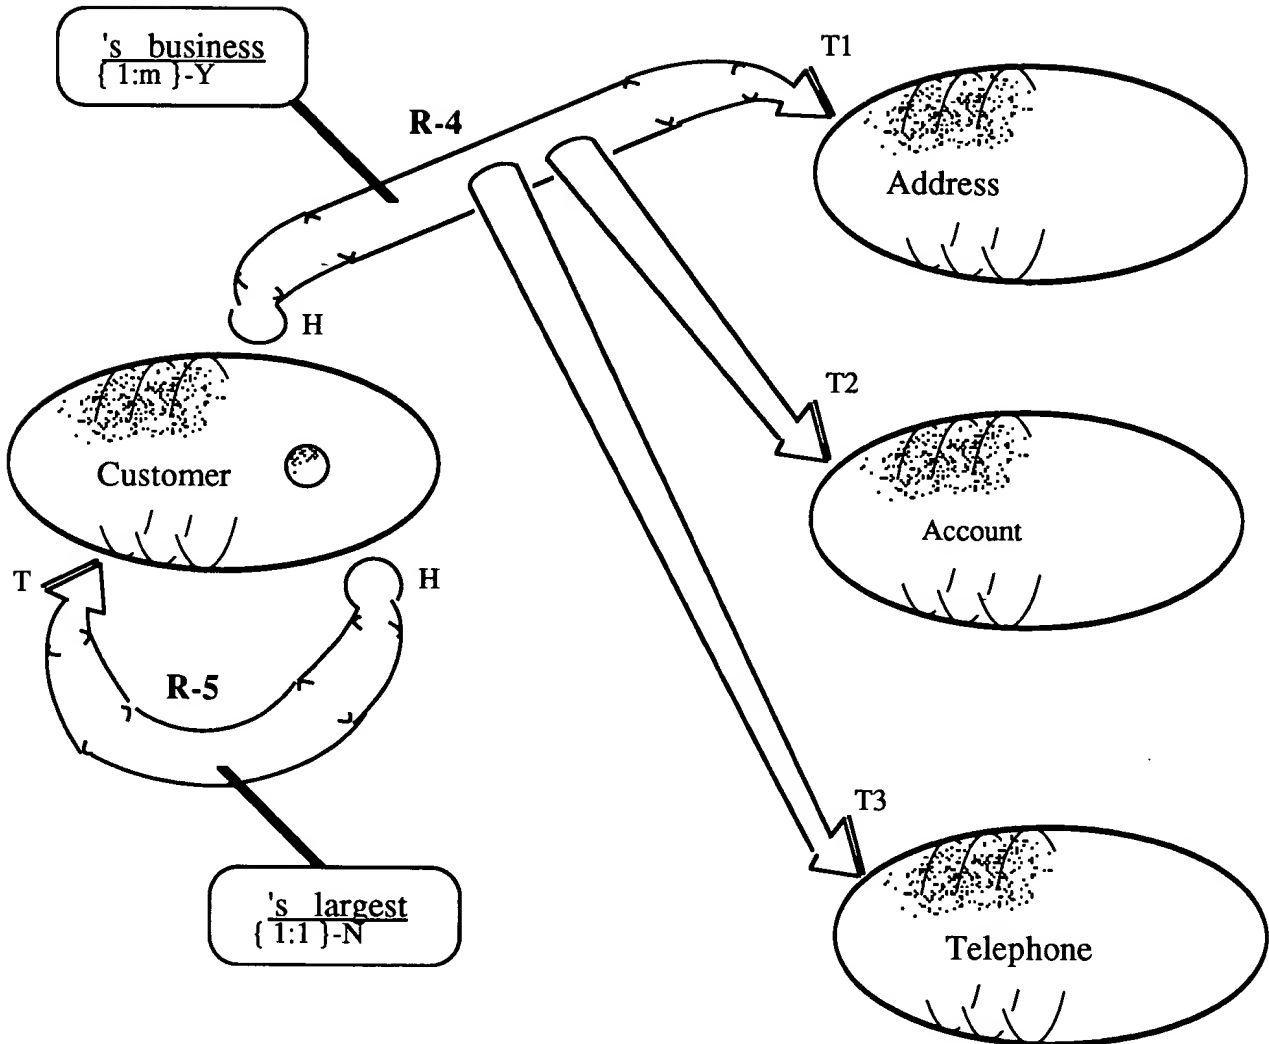 's business
{ 1:m }-Y
T1
R-4
Address
H
Customer
T2
Account
T
H
R-5
T3
's largest
{ 1:1 }-N
Telephone